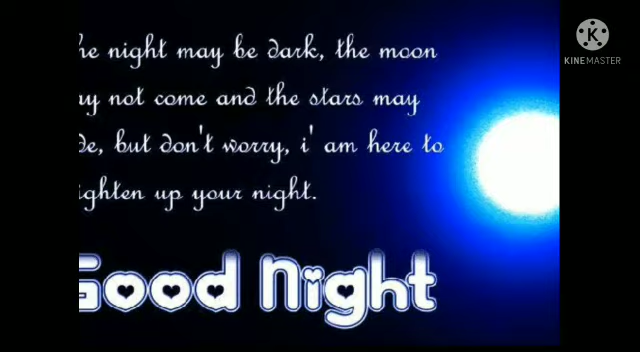 he night may be dark, the moon
ay not come and the stars may
de, but don't worry, i' am here to
ighten up your night.
Good Night
KINEMASTER